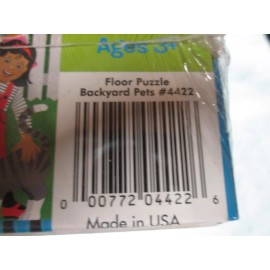 Ages 3+
Floor Puzzle
Backyard Pets #4422
0 00772 04422 6
Made in USA